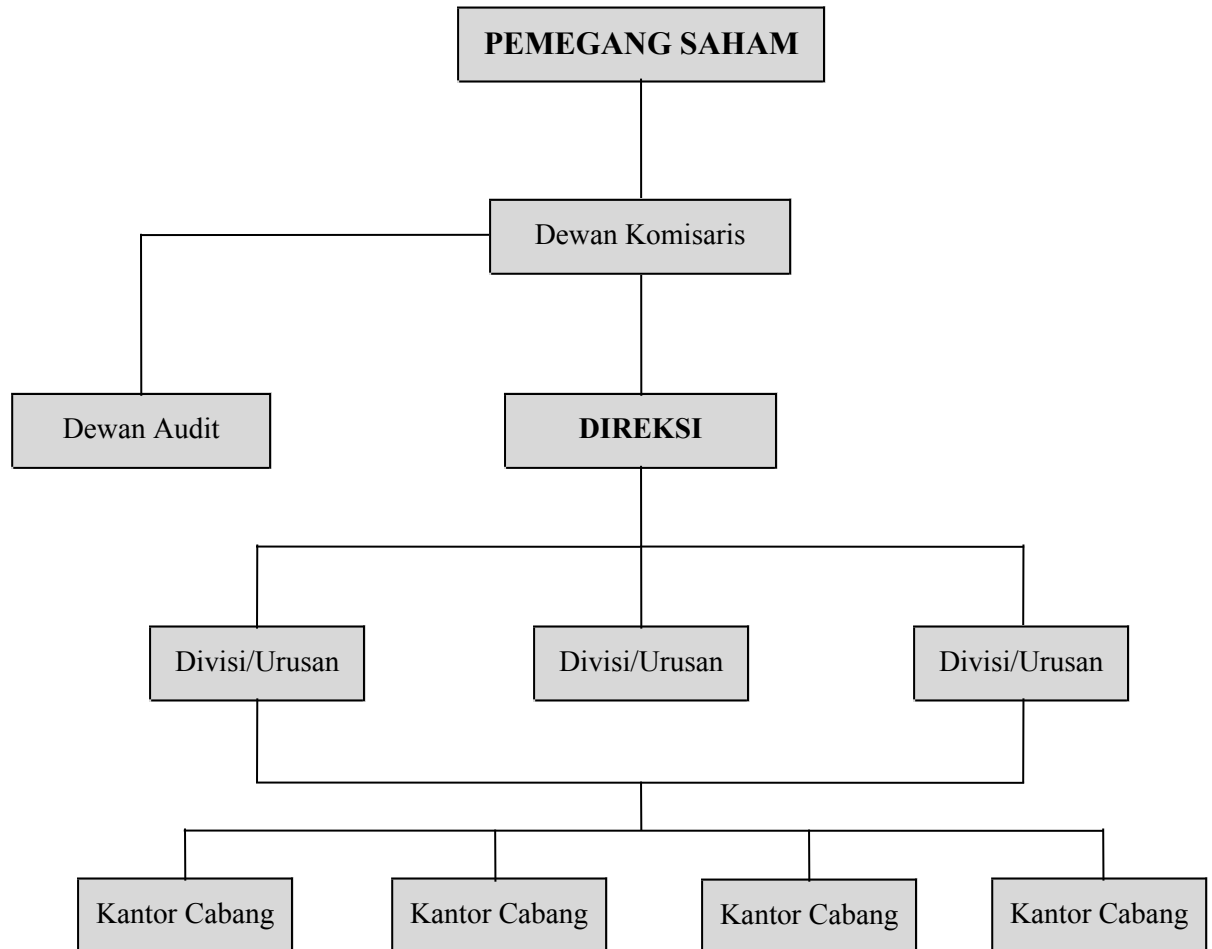 PEMEGANG SAHAM
Dewan Komisaris
Dewan Audit
DIREKSI
Divisi/Urusan
Divisi/Urusan
Divisi/Urusan
Kantor Cabang
Kantor Cabang
Kantor Cabang
Kantor Cabang